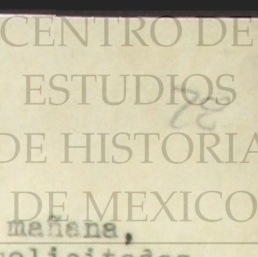 CENTRO DE
ESTUDIOS
DE HISTORIA
DE MEXICO
mañana,